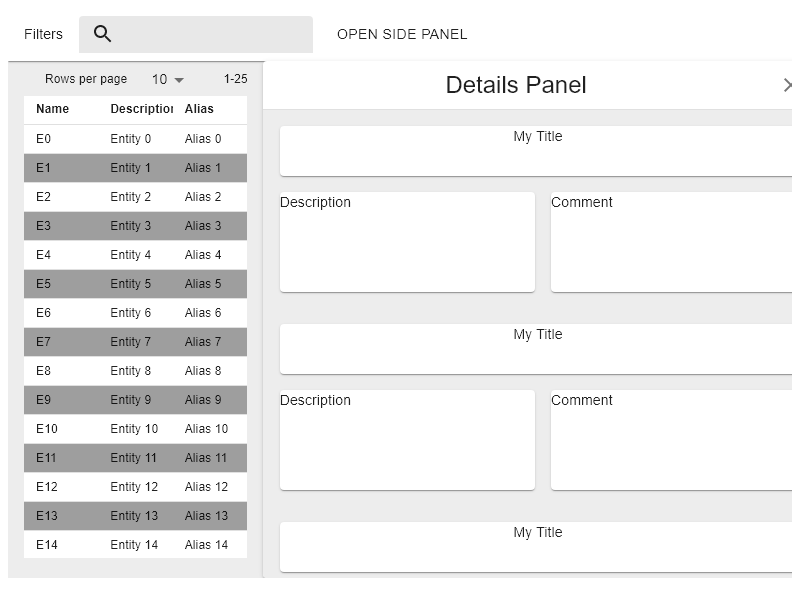 Filters
OPEN SIDE PANEL
Rows per page 10 1-25
Name Description Alias
E0 Entity 0 Alias 0
E1 Entity 1 Alias 1
E2 Entity 2 Alias 2
E3 Entity 3 Alias 3
E4 Entity 4 Alias 4
E5 Entity 5 Alias 5
E6 Entity 6 Alias 6
E7 Entity 7 Alias 7
E8 Entity 8 Alias 8
E9 Entity 9 Alias 9
E10 Entity 10 Alias 10
E11 Entity 11 Alias 11
E12 Entity 12 Alias 12
E13 Entity 13 Alias 13
E14 Entity 14 Alias 14
Details Panel
My Title
Description Comment
My Title
Description Comment
My Title